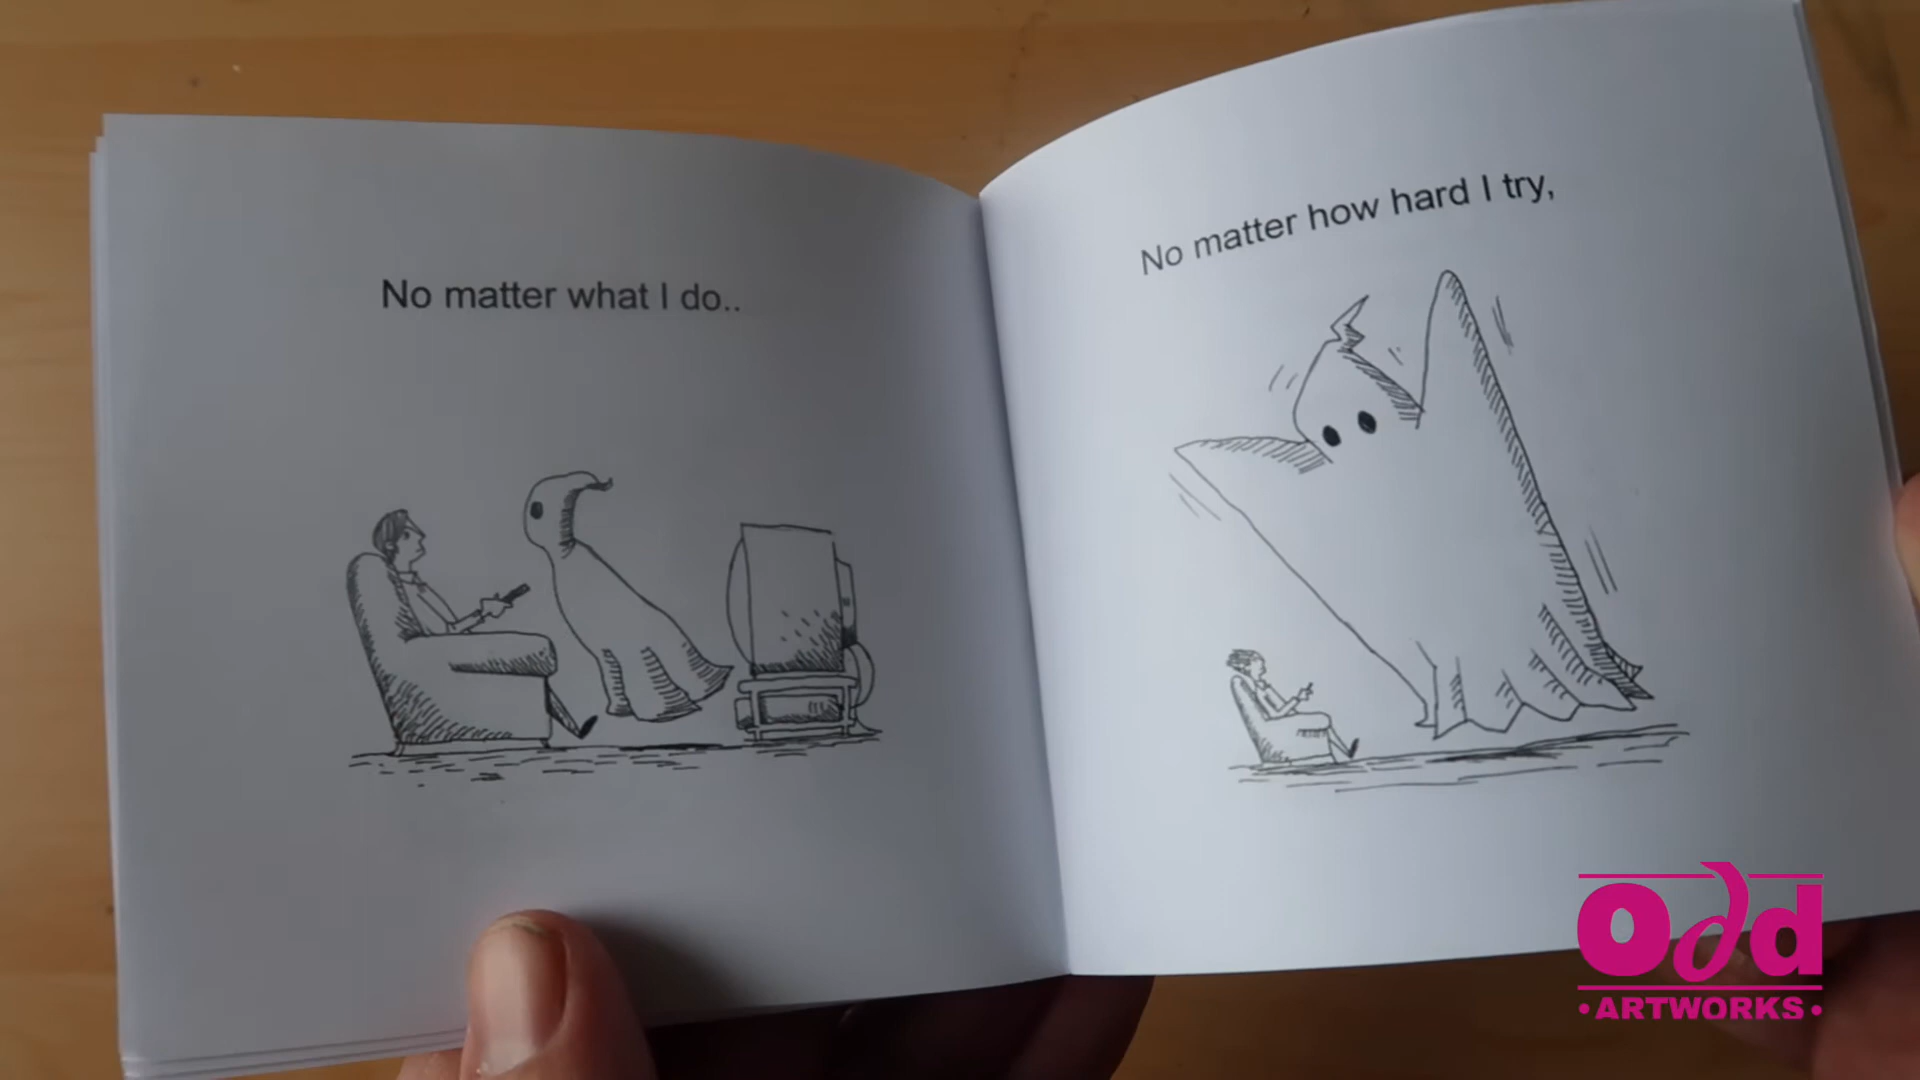 No matter what I do..
No matter how hard I try,
Odd
•ARTWORKS•